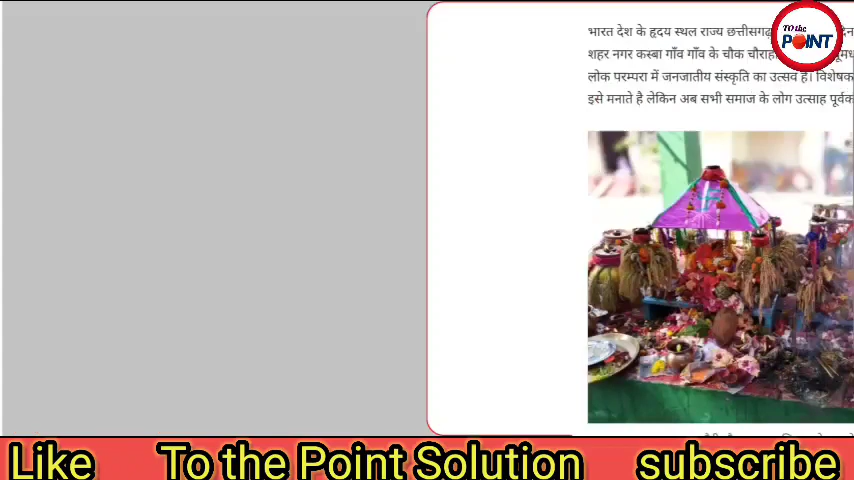 भारत देश के हृदय स्थल राज्य छत्तीसगढ़
शहर नगर कस्बा गाँव गाँव के चौक
लोक परम्परा में जनजातीय संस्कृति का उत्सव है। विशेषक
इसे मनाते है लेकिन अब सभी समाज के लोग उत्साह पूर्वक
TO the
POINT
Like To the Point Solution subscribe